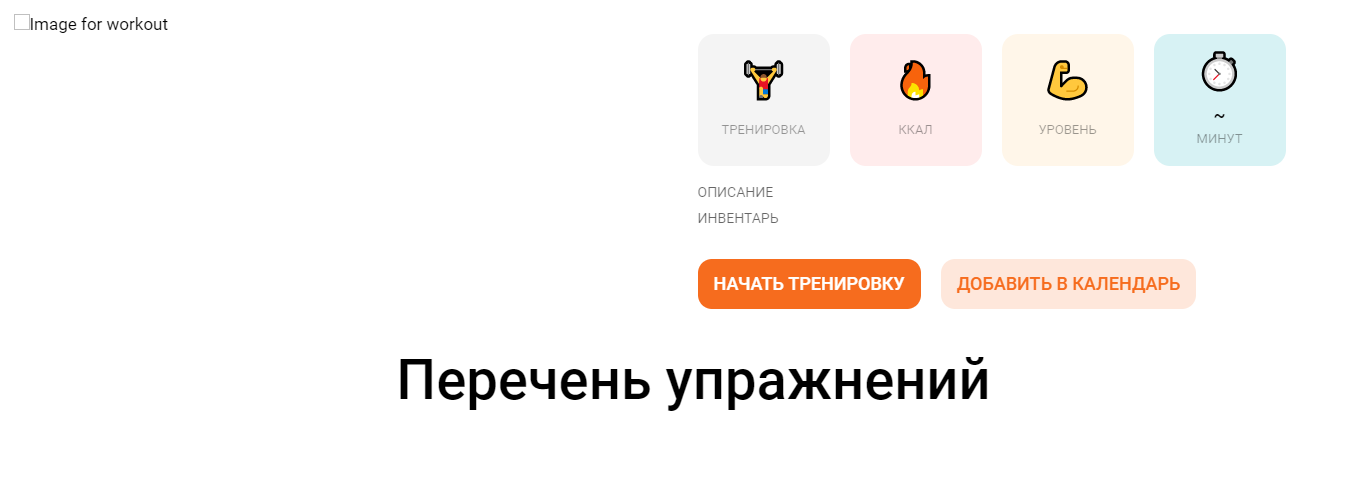 Image for workout
ТРЕНИРОВКА
ККАЛ
УРОВЕНЬ
~
МИНУТ
ОПИСАНИЕ
ИНВЕНТАРЬ
НАЧАТЬ ТРЕНИРОВКУ
ДОБАВИТЬ В КАЛЕНДАРЬ
Перечень упражнений